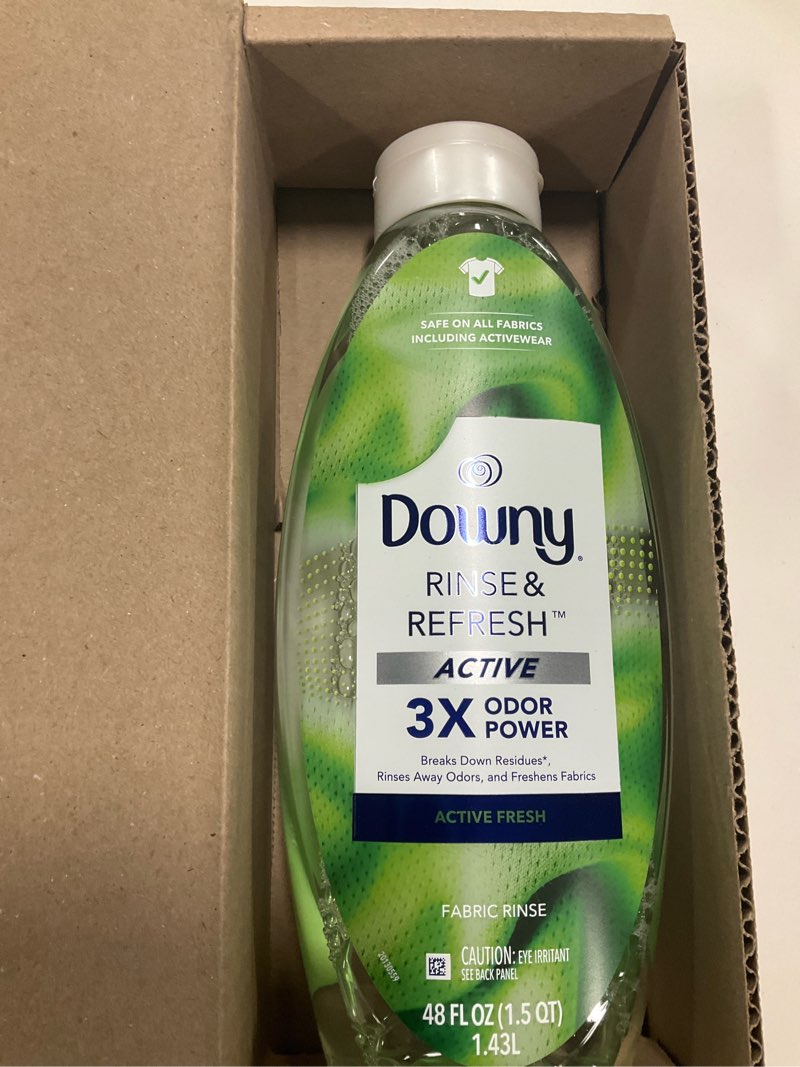 SAFE ON ALL FABRICS
INCLUDING ACTIVEWEAR
Downy®
RINSE &
REFRESH™
ACTIVE
3X ODOR
POWER
Breaks Down Residues*,
Rinses Away Odors, and Freshens Fabrics
ACTIVE FRESH
FABRIC RINSE
CAUTION: EYE IRRITANT
SEE BACK PANEL
48 FL OZ (1.5 QT)
1.43L